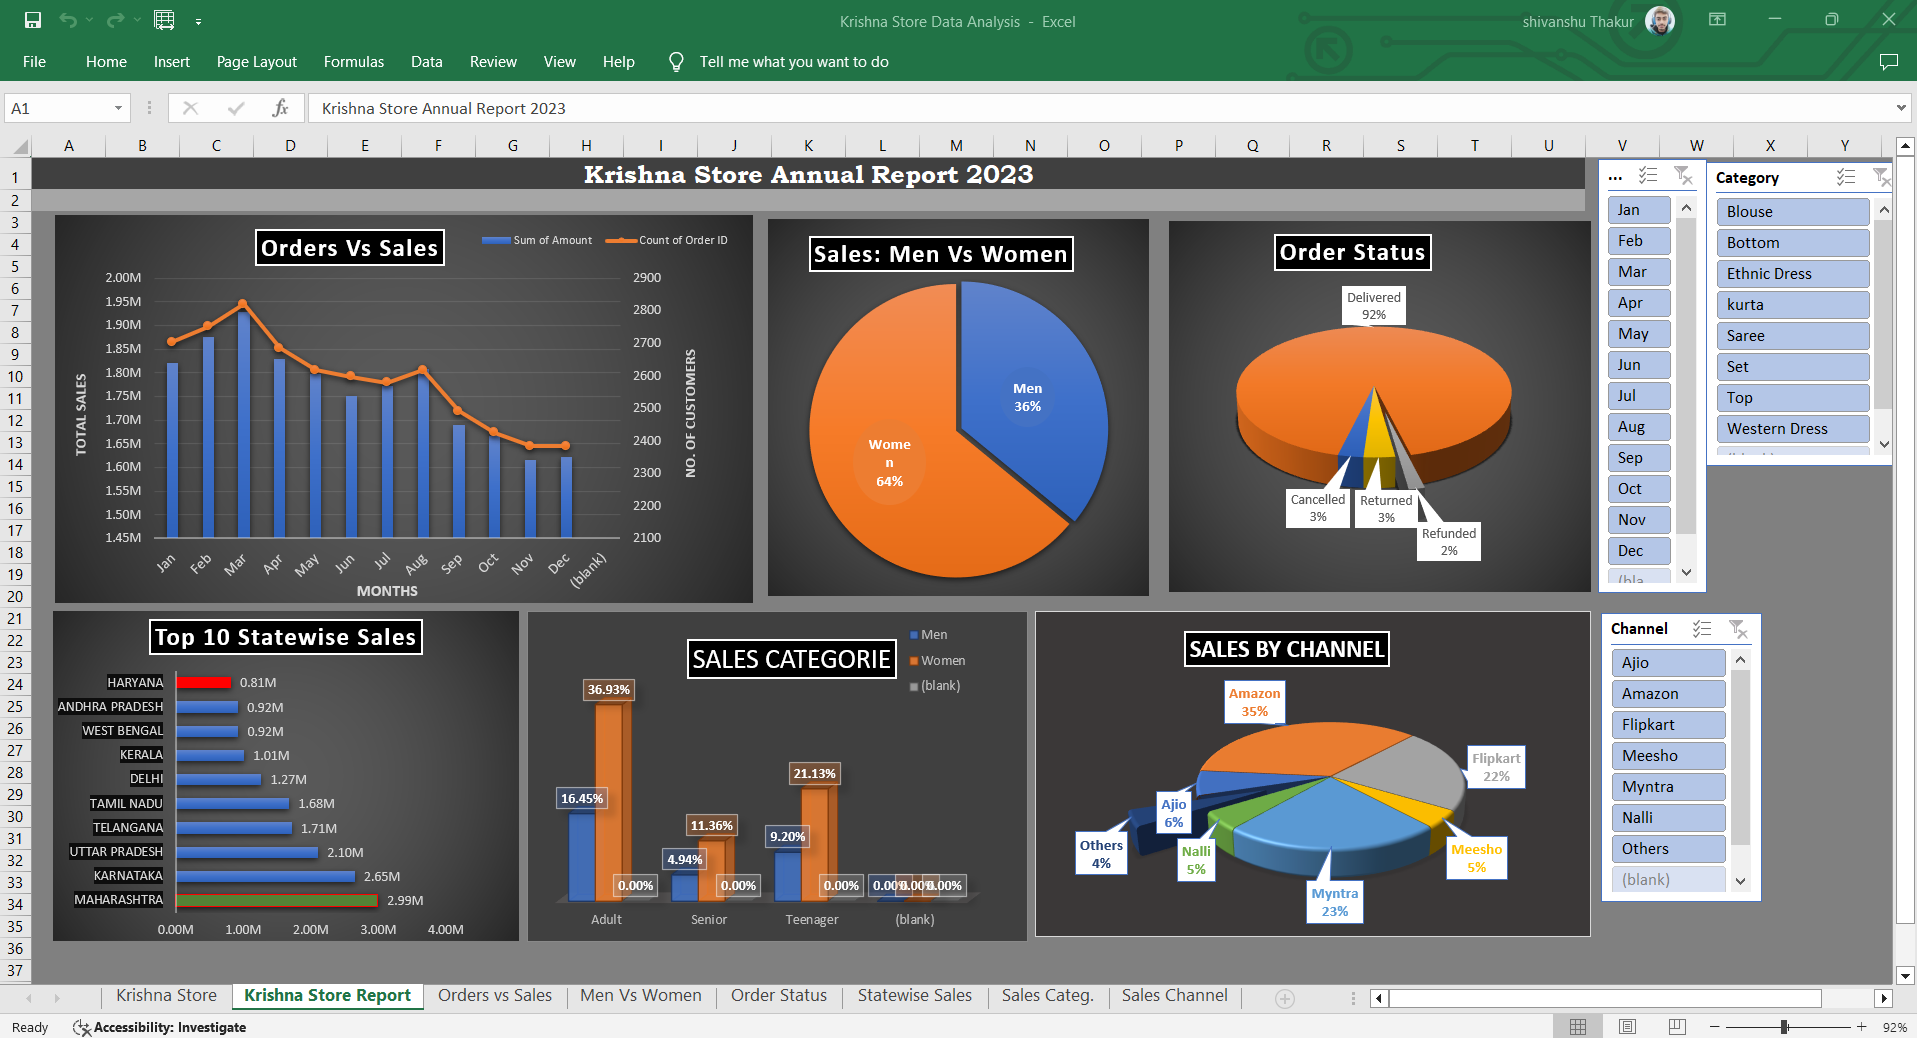 Krishna Store Data Analysis - Excel
shivanshu Thakur
File Home Insert Page Layout Formulas Data Review View Help Tell me what you want to do
A1
fx
Krishna Store Annual Report 2023
A B C D E F G H I J K L M N O P Q R S T U V W X Y
1
2
3
4
5
6
7
8
9
10
11
12
13
14
15
16
17
18
19
20
21
22
23
24
25
26
27
28
29
30
31
32
33
34
35
36
37
Krishna Store Annual Report 2023
Orders Vs Sales
Sum of Amount
Count of Order ID
TOTAL SALES
2.00M
1.95M
1.90M
1.85M
1.80M
1.75M
1.70M
1.65M
1.60M
1.55M
1.50M
1.45M
2900
2800
2700
2600
2500
2400
2300
2200
2100
NO. OF CUSTOMERS
Jan Feb Mar Apr May Jun Jul Aug Sep Oct Nov Dec (blank)
MONTHS
Sales: Men Vs Women
Men
36%
Wome
n
64%
Order Status
Delivered
92%
Cancelled
3%
Returned
3%
Refunded
2%
...
Jan
Feb
Mar
Apr
May
Jun
Jul
Aug
Sep
Oct
Nov
Dec
(bla
Category
Blouse
Bottom
Ethnic Dress
kurta
Saree
Set
Top
Western Dress
Top 10 Statewise Sales
HARYANA 0.81M
ANDHRA PRADESH 0.92M
WEST BENGAL 0.92M
KERALA 1.01M
DELHI 1.27M
TAMIL NADU 1.68M
TELANGANA 1.71M
UTTAR PRADESH 2.10M
KARNATAKA 2.65M
MAHARASHTRA 2.99M
0.00M 1.00M 2.00M 3.00M 4.00M
SALES CATEGORIE
Men
Women
(blank)
16.45% 36.93% 0.00%
4.94% 11.36% 0.00%
9.20% 21.13% 0.00%
0.00% 0.00% 0.00%
Adult Senior Teenager (blank)
SALES BY CHANNEL
Amazon
35%
Flipkart
22%
Ajio
6%
Others
4%
Nalli
5%
Myntra
23%
Meesho
5%
Channel
Ajio
Amazon
Flipkart
Meesho
Myntra
Nalli
Others
(blank)
Krishna Store Krishna Store Report Orders vs Sales Men Vs Women Order Status Statewise Sales Sales Categ. Sales Channel
Ready Accessibility: Investigate
92%